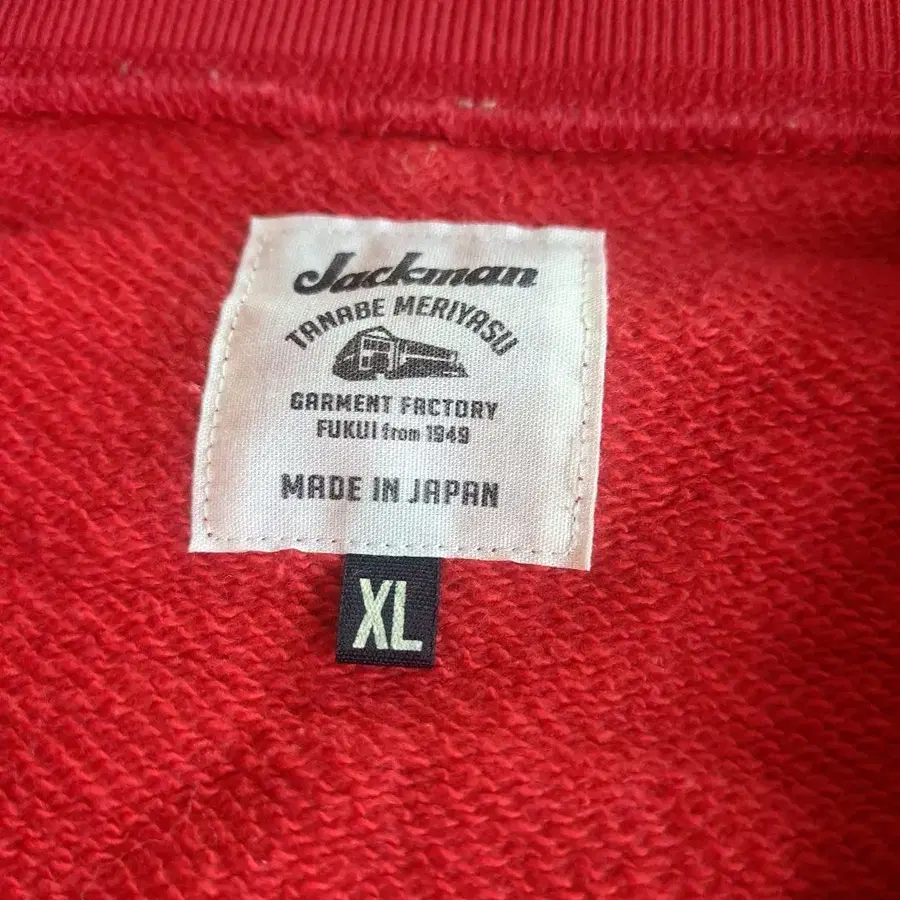 Jackman
TANABE MERIYASU
GARMENT FACTORY
FUKUI from 1949
MADE IN JAPAN
XL